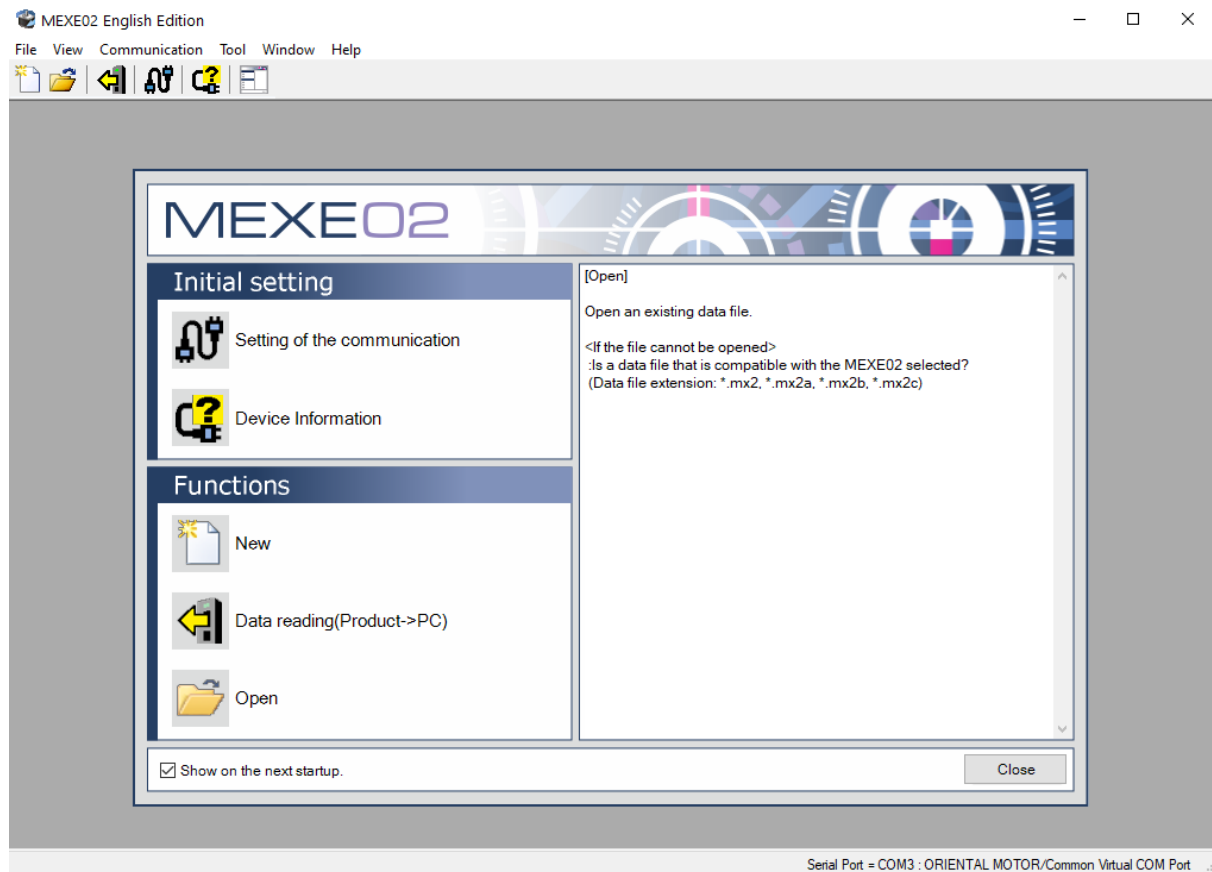 MEXE02 English Edition
File View Communication Tool Window Help
MEXE02
Initial setting
Setting of the communication
Device Information
Functions
New
Data reading(Product->PC)
Open
[Open]
Open an existing data file.
<If the file cannot be opened>
:Is a data file that is compatible with the MEXE02 selected?
(Data file extension: *.mx2, *.mx2a, *.mx2b, *.mx2c)
Show on the next startup.
Close
Serial Port = COM3 : ORIENTAL MOTOR/Common Virtual COM Port